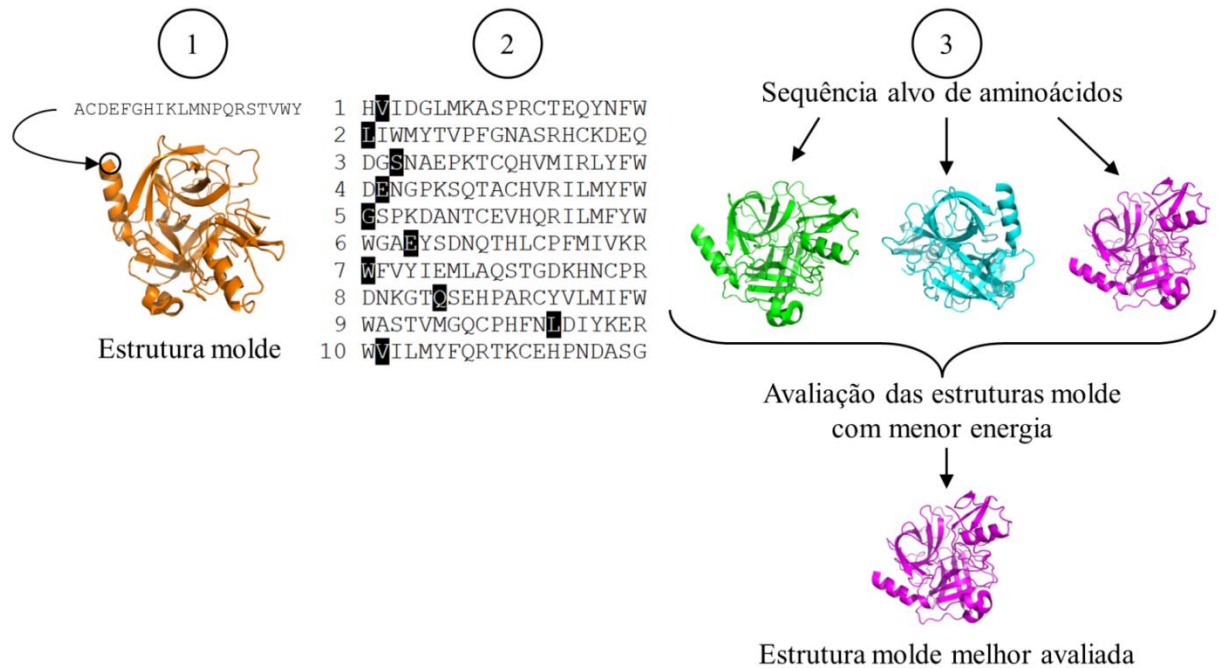 1
ACDEFGHIKLMNPQRSTVWY
Estrutura molde
2
1 HVIDGLMKASPRCTEQYNFW
2 LIWMYTVPFGNASRHCKDEQ
3 DGSNAEPKTCQHVMIRLYFW
4 DENGPKSQTACHVRILMYFW
5 GSPKDANTCEVHQRILMFYW
6 WGAEYSDNQTHLCPFMIVKR
7 WFVYIEMLAQSTGDKHNCPR
8 DNKGTQSEHPARCYVLMIFW
9 WASTVMGQCPHFNLDIYKER
10 WVILMYFQRTKCEHPNDASG
3
Sequência alvo de aminoácidos
Avaliação das estruturas molde
com menor energia
Estrutura molde melhor avaliada